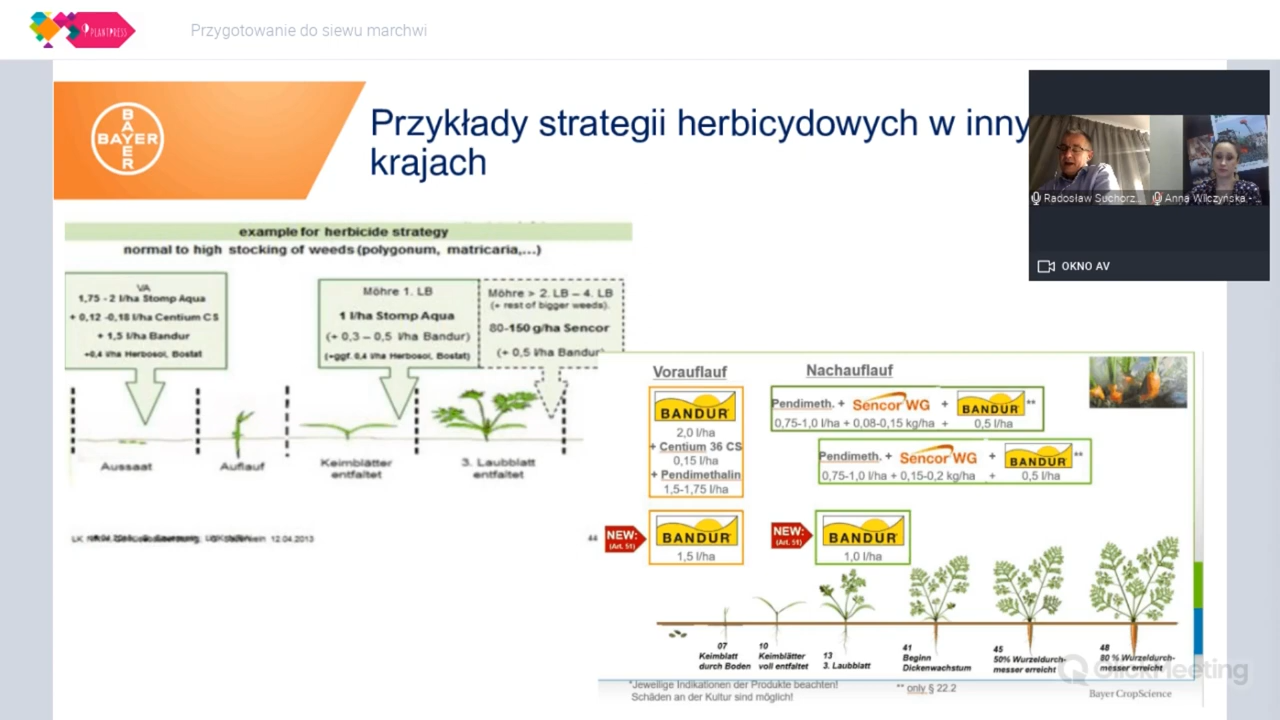 PLANTPRESS
Przygotowanie do siewu marchwi
BAYER
BAYER
Przykłady strategii herbicydowych w inny
krajach
Radosław Suchorz...
Anna Wilczyńska - ...
OKNO AV
example for herbicide strategy
normal to high stocking of weeds (polygonum, matricaria,...)
VA
1,75 - 2 l/ha Stomp Aqua
+ 0,12 -0,18 l/ha Centium CS
+ 1,5 l/ha Bandur
+0,4 l/ha Herbosol, Bostat
Möhre 1. LB
1 l/ha Stomp Aqua
(+ 0,3 – 0,5 l/ha Bandur)
(+ggf. 0,4 l/ha Herbosol, Bostat)
Möhre > 2. LB – 4. LB
(+ rest of bigger weeds).
80-150 g/ha Sencor
(+ 0,5 l/ha Bandur)
Aussaat
Auflauf
Keimblätter
entfaltet
3. Laubblatt
entfaltet
12.04.2013
44
Vorauflauf
BANDUR
2,0 l/ha
+ Centium 36 CS
0,15 l/ha
+ Pendimethalin
1,5-1,75 l/ha
NEW:
(Art. 51)
BANDUR
1,5 l/ha
Nachauflauf
Pendimeth. + Sencor WG + BANDUR **
0,75-1,0 l/ha + 0,08-0,15 kg/ha + 0,5 l/ha
Pendimeth. + Sencor WG + BANDUR **
0,75-1,0 l/ha + 0,15-0,2 kg/ha + 0,5 l/ha
NEW:
(Art. 51)
BANDUR
1,0 l/ha
07
Keimblatt
durch Boden
10
Keimblätter
voll entfaltet
13
3. Laubblatt
41
Beginn
Dickenwachstum
45
50% Wurzeldurch-
messer erreicht
48
80 % Wurzeldurch-
messer erreicht
*Jeweilige Indikationen der Produkte beachten!
Schäden an der Kultur sind möglich!
** only § 22.2
Bayer CropScience
ClickMeeting